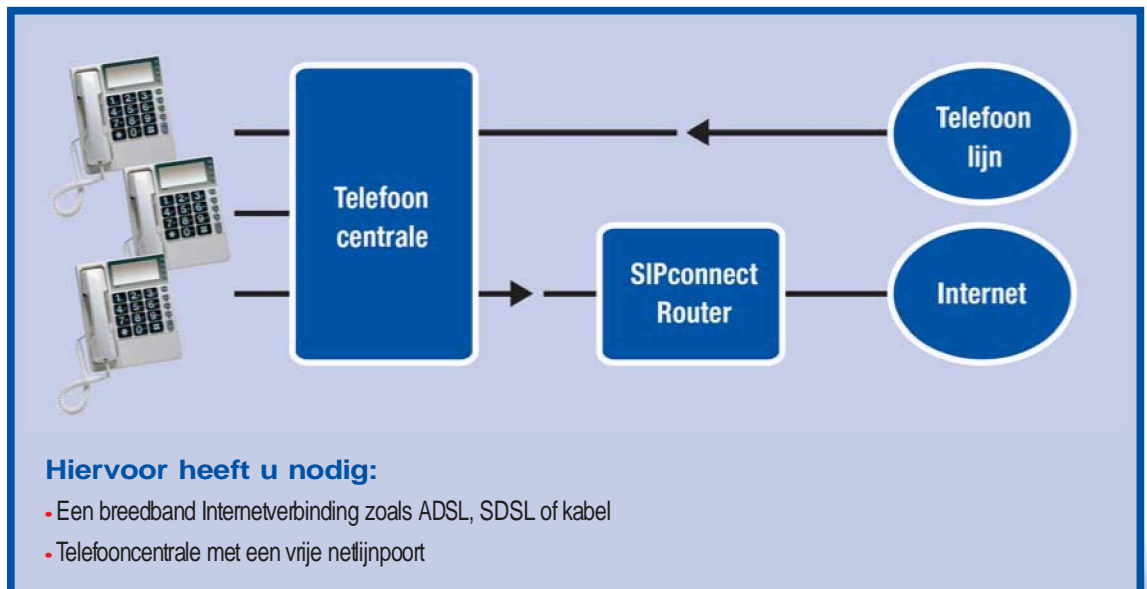 Telefoon
lijn
Telefoon
centrale
SIPconnect
Router
Internet
Hiervoor heeft u nodig:
• Een breedband Internetverbinding zoals ADSL, SDSL of kabel
• Telefooncentrale met een vrije netlijnpoort